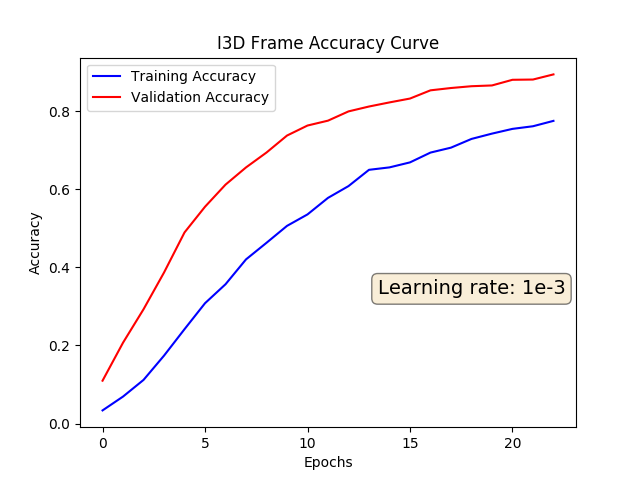 I3D Frame Accuracy Curve
Training Accuracy
Validation Accuracy
Accuracy
0.8
0.6
0.4
0.2
0.0
Learning rate: 1e-3
0 5 10 15 20
Epochs